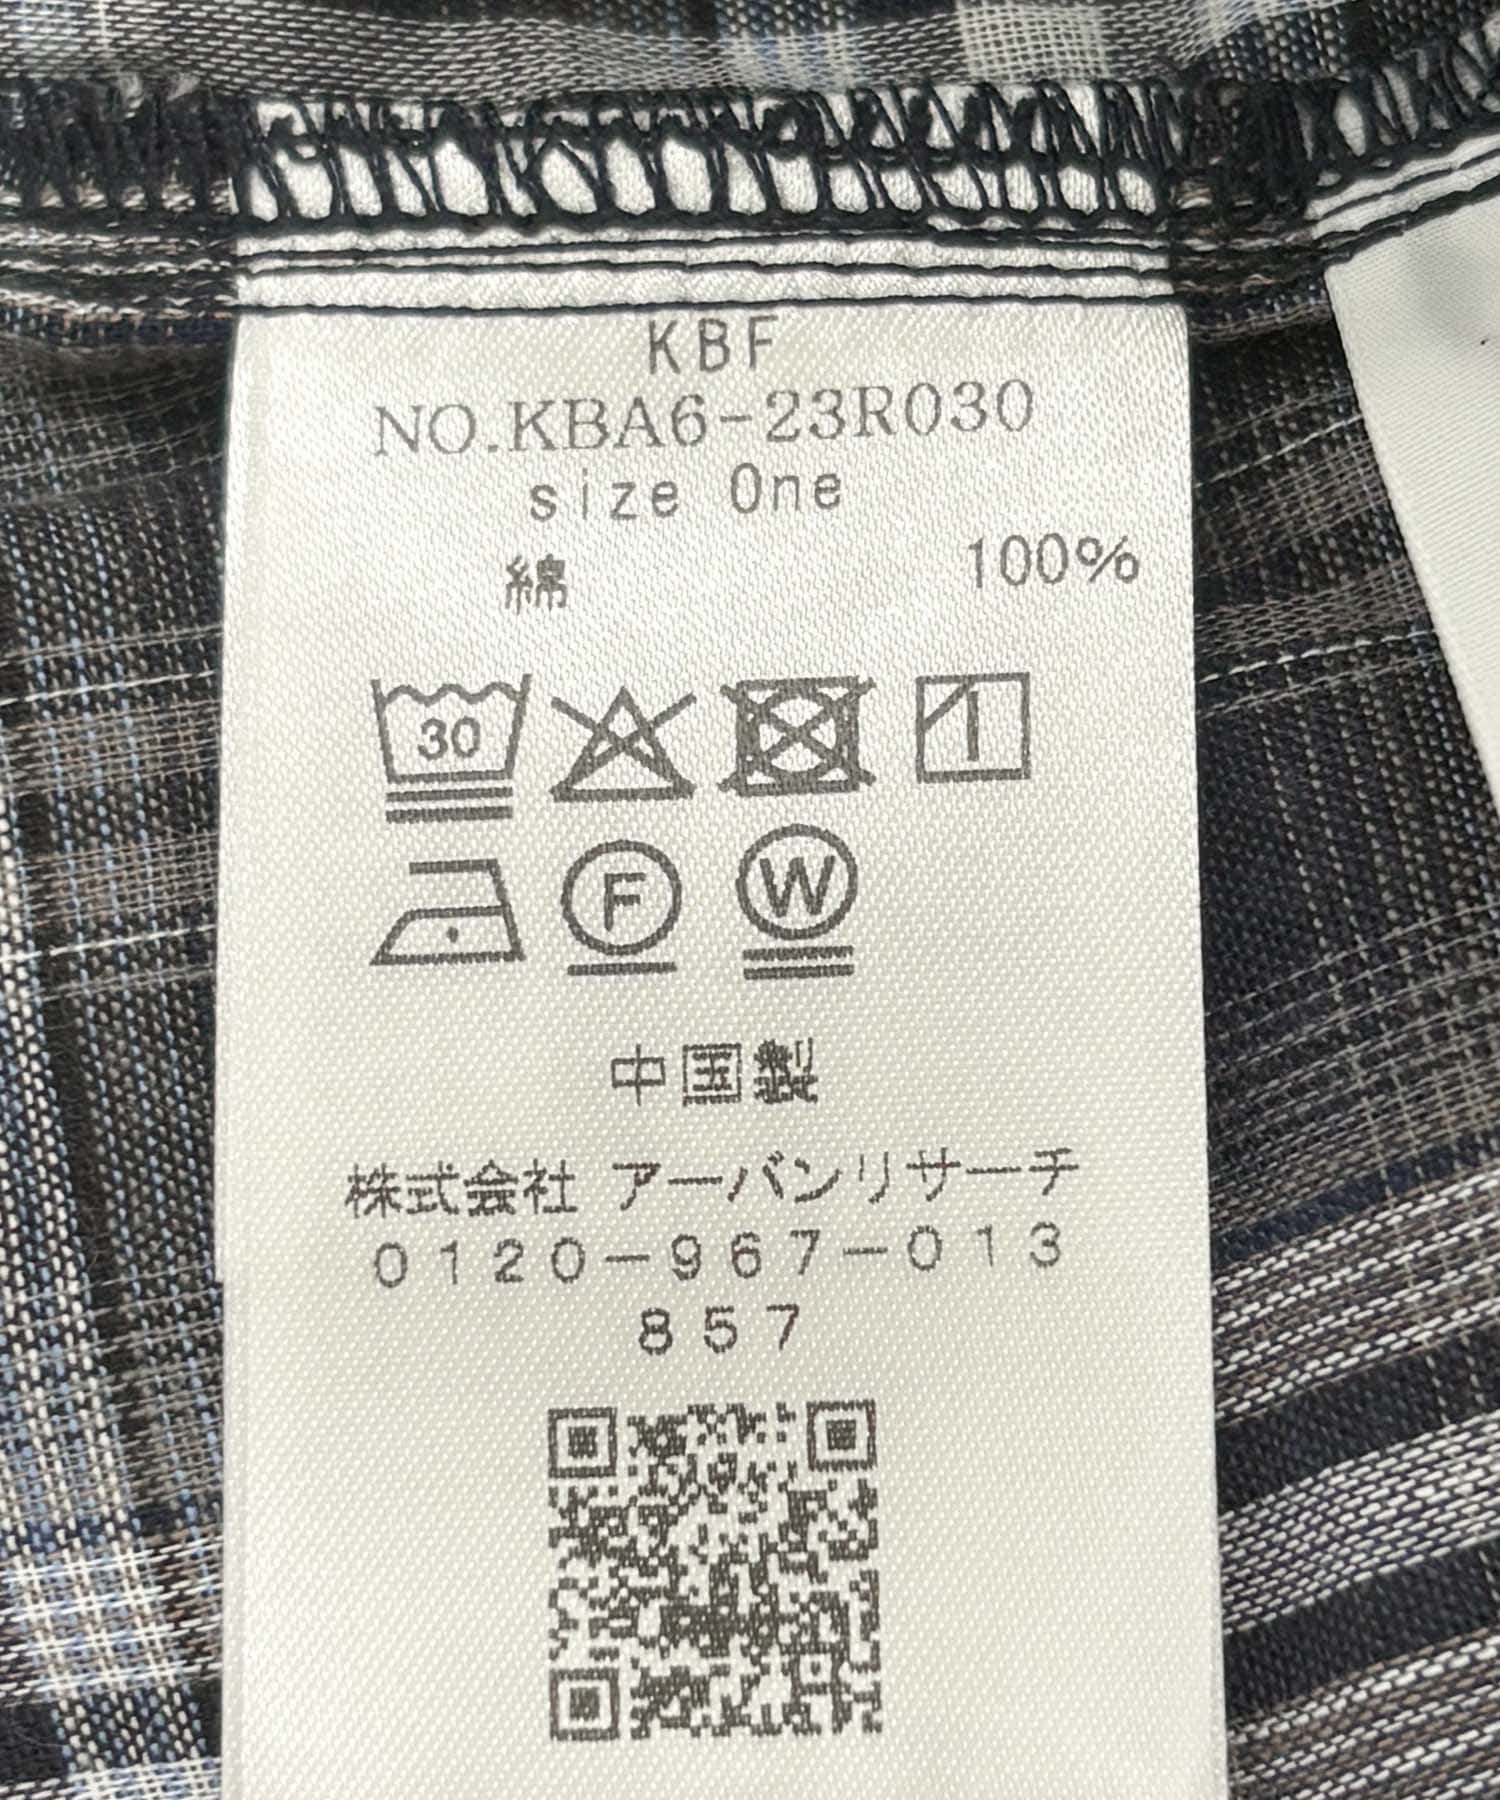 KBF
NO.KBA6-23R030
size One
綿 100%
30
F W
中国製
株式会社 アーバンリサーチ
0120-967-013
857